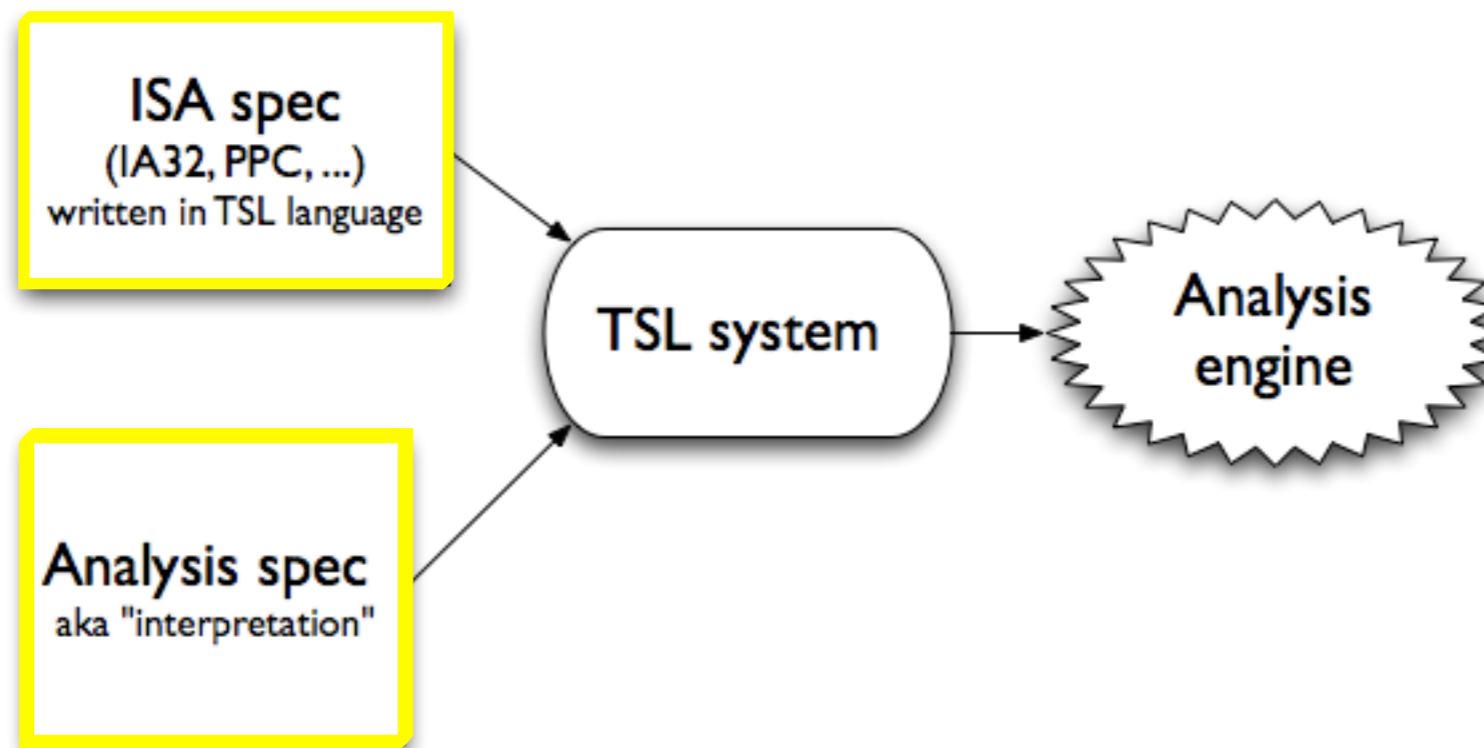 ISA spec
(IA32, PPC, ...)
written in TSL language
TSL system
Analysis
engine
Analysis spec
aka "interpretation"